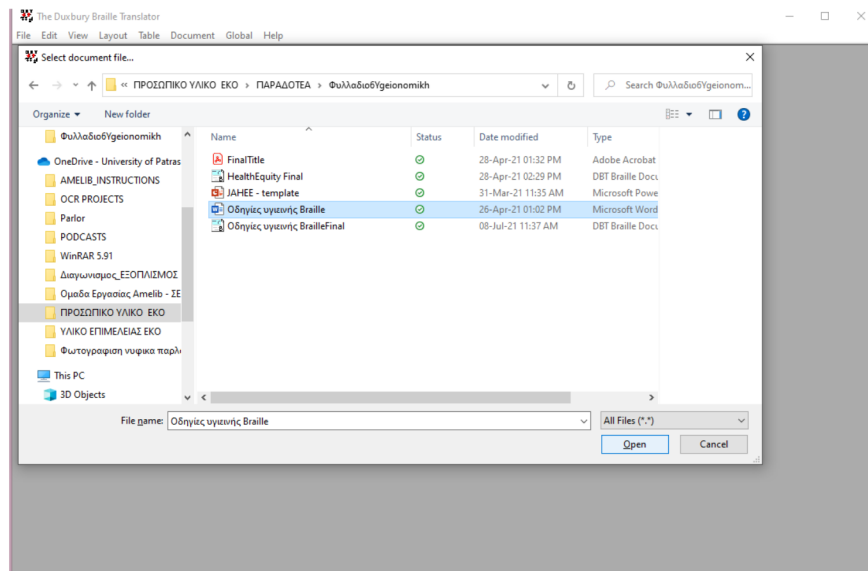 The Duxbury Braille Translator
File Edit View Layout Table Document Global Help
Select document file...
« ΠΡΟΣΩΠΙΚΟ ΥΛΙΚΟ ΕΚΟ > ΠΑΡΑΔΟΤΕΑ > Φυλλαδιο6Ygeionomikh
Search Φυλλαδιο6Ygeionom...
Organize New folder
Φυλλαδιο6Ygeionomikh
OneDrive - University of Patras
AMELIB_INSTRUCTIONS
OCR PROJECTS
Parlor
PODCASTS
WinRAR 5.91
Διαγωνισμος_ΕΞΟΠΛΙΣΜΟΣ
Ομαδα Εργασίας Amelib - ΣΕ
ΠΡΟΣΩΠΙΚΟ ΥΛΙΚΟ ΕΚΟ
ΥΛΙΚΟ ΕΠΙΜΕΛΕΙΑΣ ΕΚΟ
Φωτογραφιση νυφικα παρλ
This PC
3D Objects
Name Status Date modified Type
FinalTitle 28-Apr-21 01:32 PM Adobe Acrobat
HealthEquity Final 28-Apr-21 02:29 PM DBT Braille Docu
JAHEE - template 31-Mar-21 11:35 AM Microsoft Powe
Οδηγίες υγιεινής Braille 26-Apr-21 01:02 PM Microsoft Word
Οδηγίες υγιεινής BrailleFinal 08-Jul-21 11:37 AM DBT Braille Docu
File name: Οδηγίες υγιεινής Braille All Files (*.*)
Open Cancel